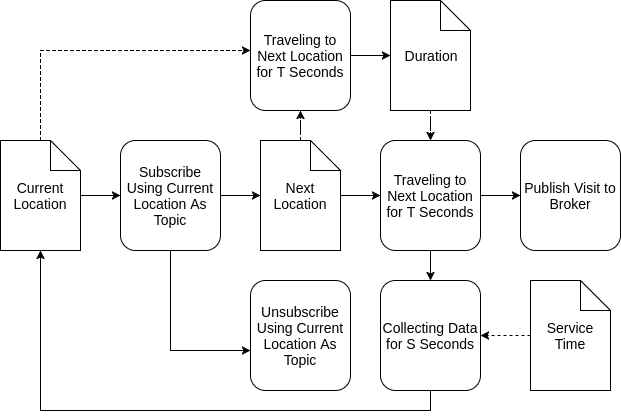 Traveling to
Next Location
for T Seconds
Duration
Current
Location
Subscribe
Using Current
Location As
Topic
Next
Location
Traveling to
Next Location
for T Seconds
Publish Visit to
Broker
Unsubscribe
Using Current
Location As
Topic
Collecting Data
for S Seconds
Service
Time